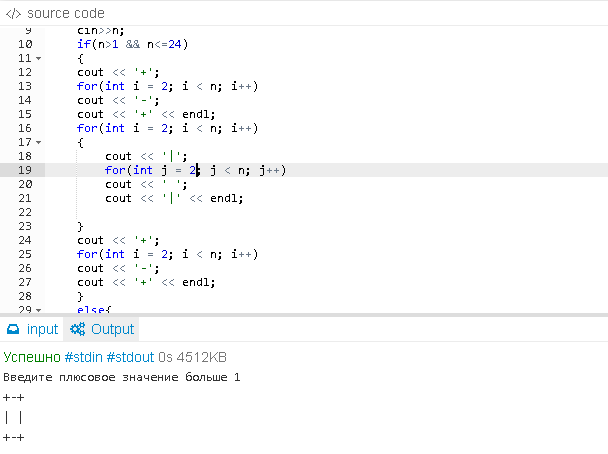 source code
9 cin>>n;
10 if(n>1 && n<=24)
11 {
12 cout << '+';
13 for(int i = 2; i < n; i++)
14 cout << '-';
15 cout << '+' << endl;
16 for(int i = 2; i < n; i++)
17 {
18 cout << '|';
19 for(int j = 2; j < n; j++)
20 cout << ' ';
21 cout << '|' << endl;
22
23 }
24 cout << '+';
25 for(int i = 2; i < n; i++)
26 cout << '-';
27 cout << '+' << endl;
28 }
29 else{
input Output
Успешно #stdin #stdout 0s 4512KB
Введите плюсовое значение больше 1
+-+
| |
+-+